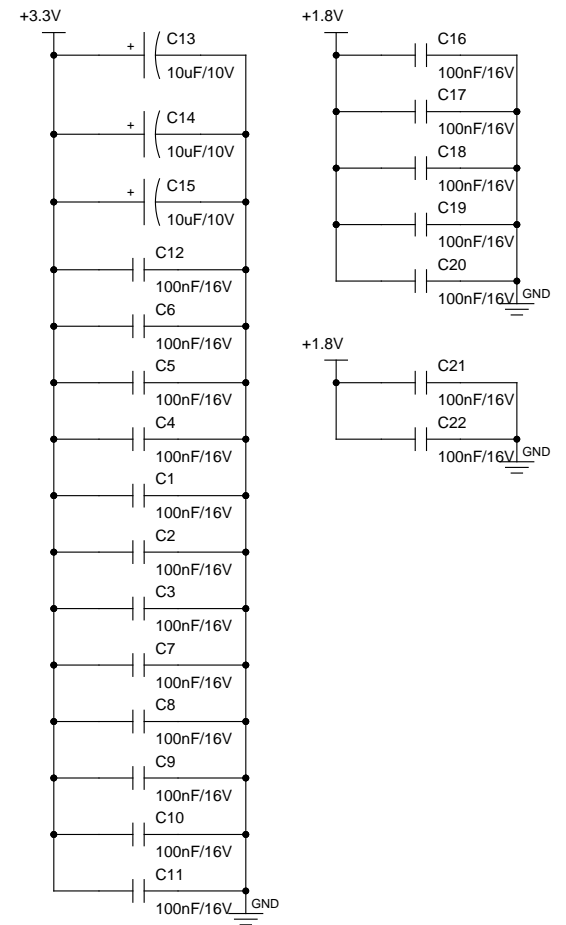 +3.3V
+
C13
10uF/10V
+
C14
10uF/10V
+
C15
10uF/10V
C12
100nF/16V
C6
100nF/16V
C5
100nF/16V
C4
100nF/16V
C1
100nF/16V
C2
100nF/16V
C3
100nF/16V
C7
100nF/16V
C8
100nF/16V
C9
100nF/16V
C10
100nF/16V
C11
100nF/16V
GND
+1.8V
C16
100nF/16V
C17
100nF/16V
C18
100nF/16V
C19
100nF/16V
C20
100nF/16V
GND
+1.8V
C21
100nF/16V
C22
100nF/16V
GND